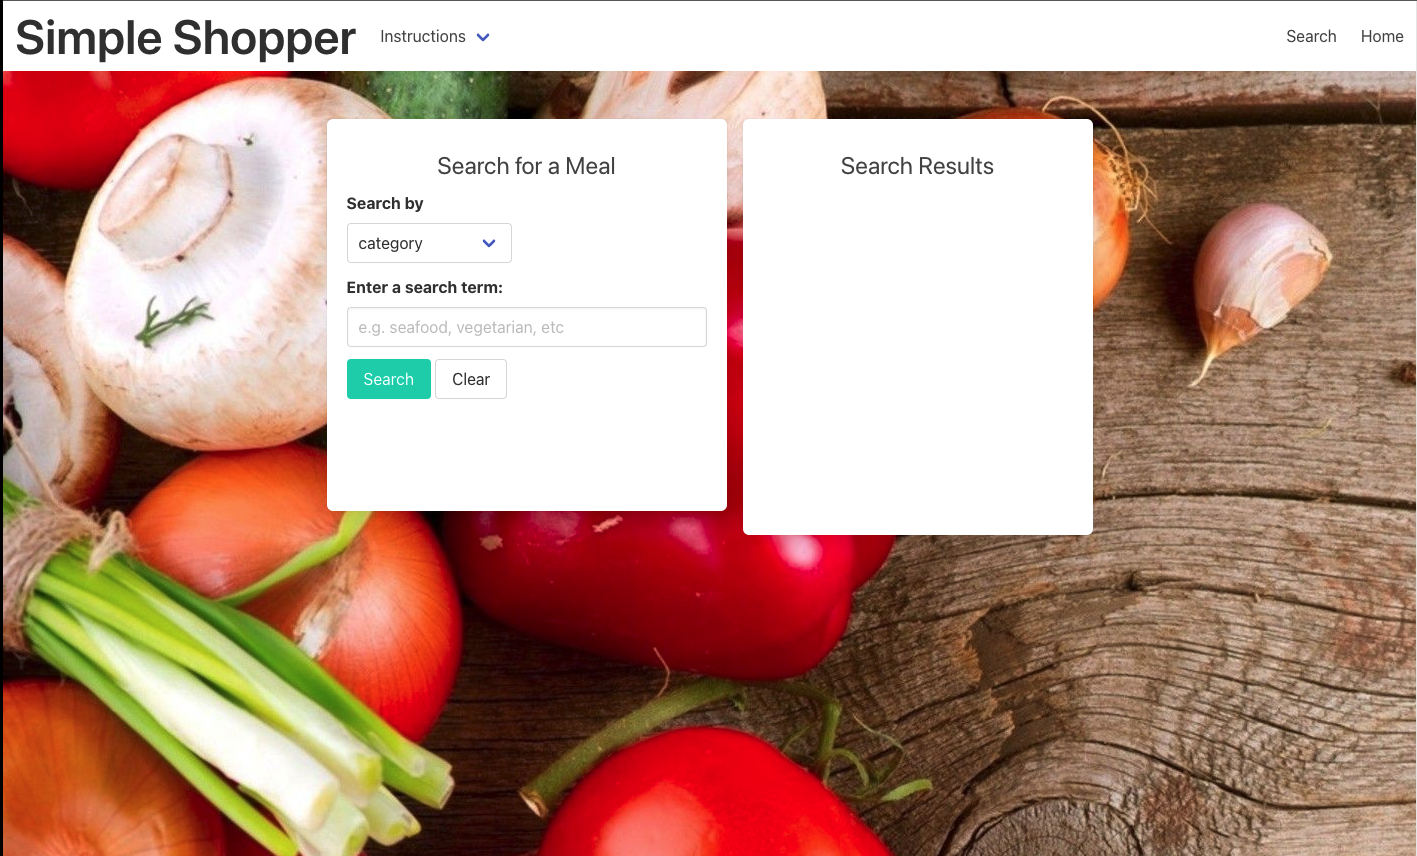 Simple Shopper Instructions Search Home
Search for a Meal
Search by
category
Enter a search term:
e.g. seafood, vegetarian, etc
Search Clear
Search Results